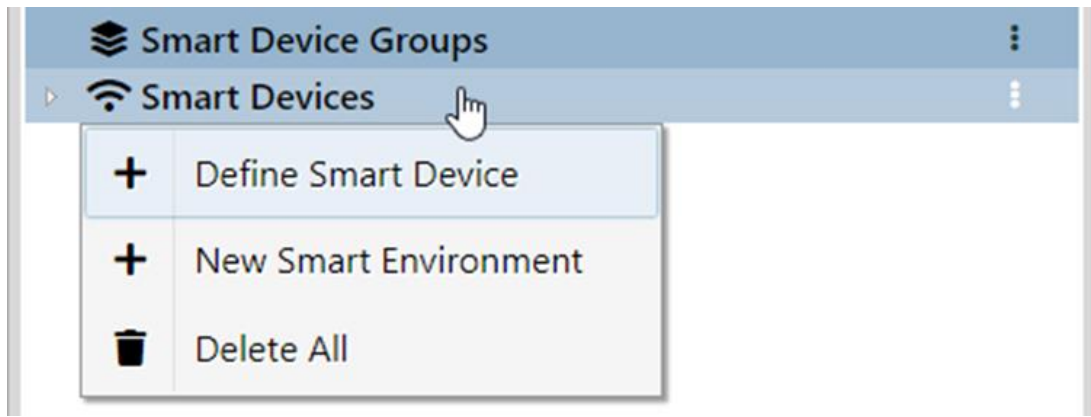 Smart Device Groups
Smart Devices
Define Smart Device
New Smart Environment
Delete All